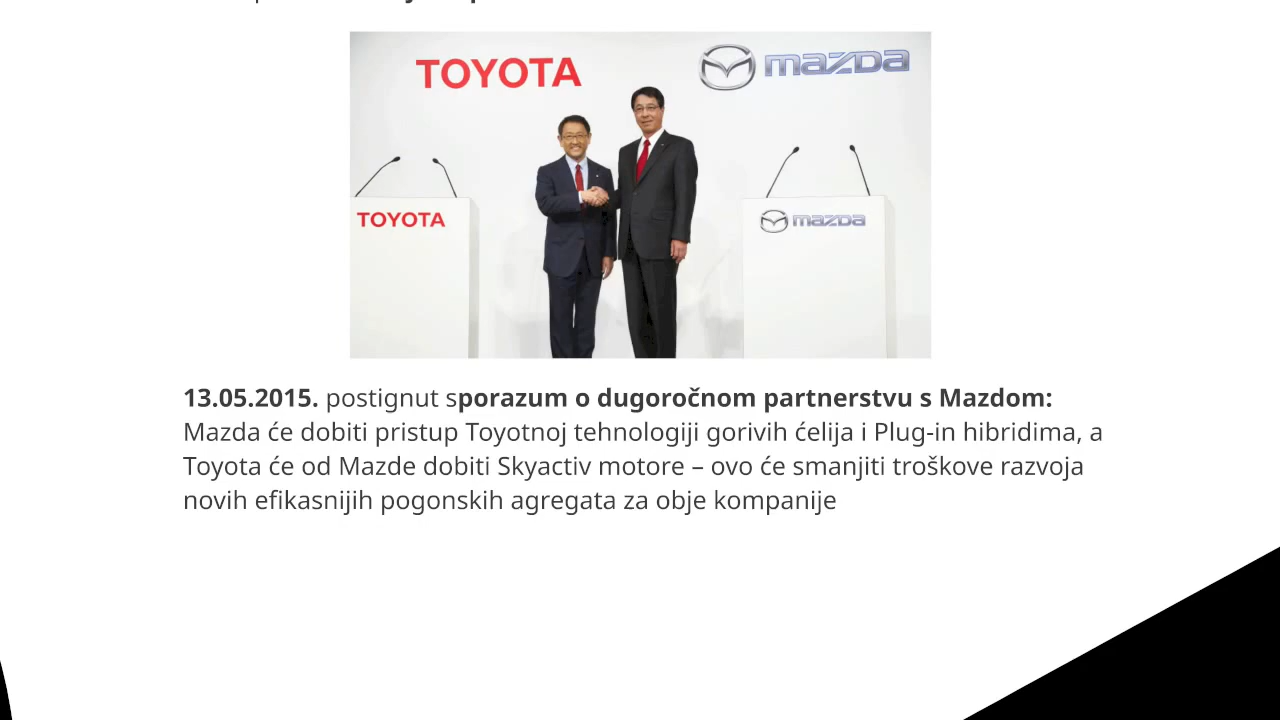 TOYOTA
mazda
TOYOTA
mazda
13.05.2015. postignut sporazum o dugoročnom partnerstvu s Mazdom:
Mazda će dobiti pristup Toyotnoj tehnologiji gorivih ćelija i Plug-in hibridima, a
Toyota će od Mazde dobiti Skyactiv motore – ovo će smanjiti troškove razvoja
novih efikasnijih pogonskih agregata za obje kompanije